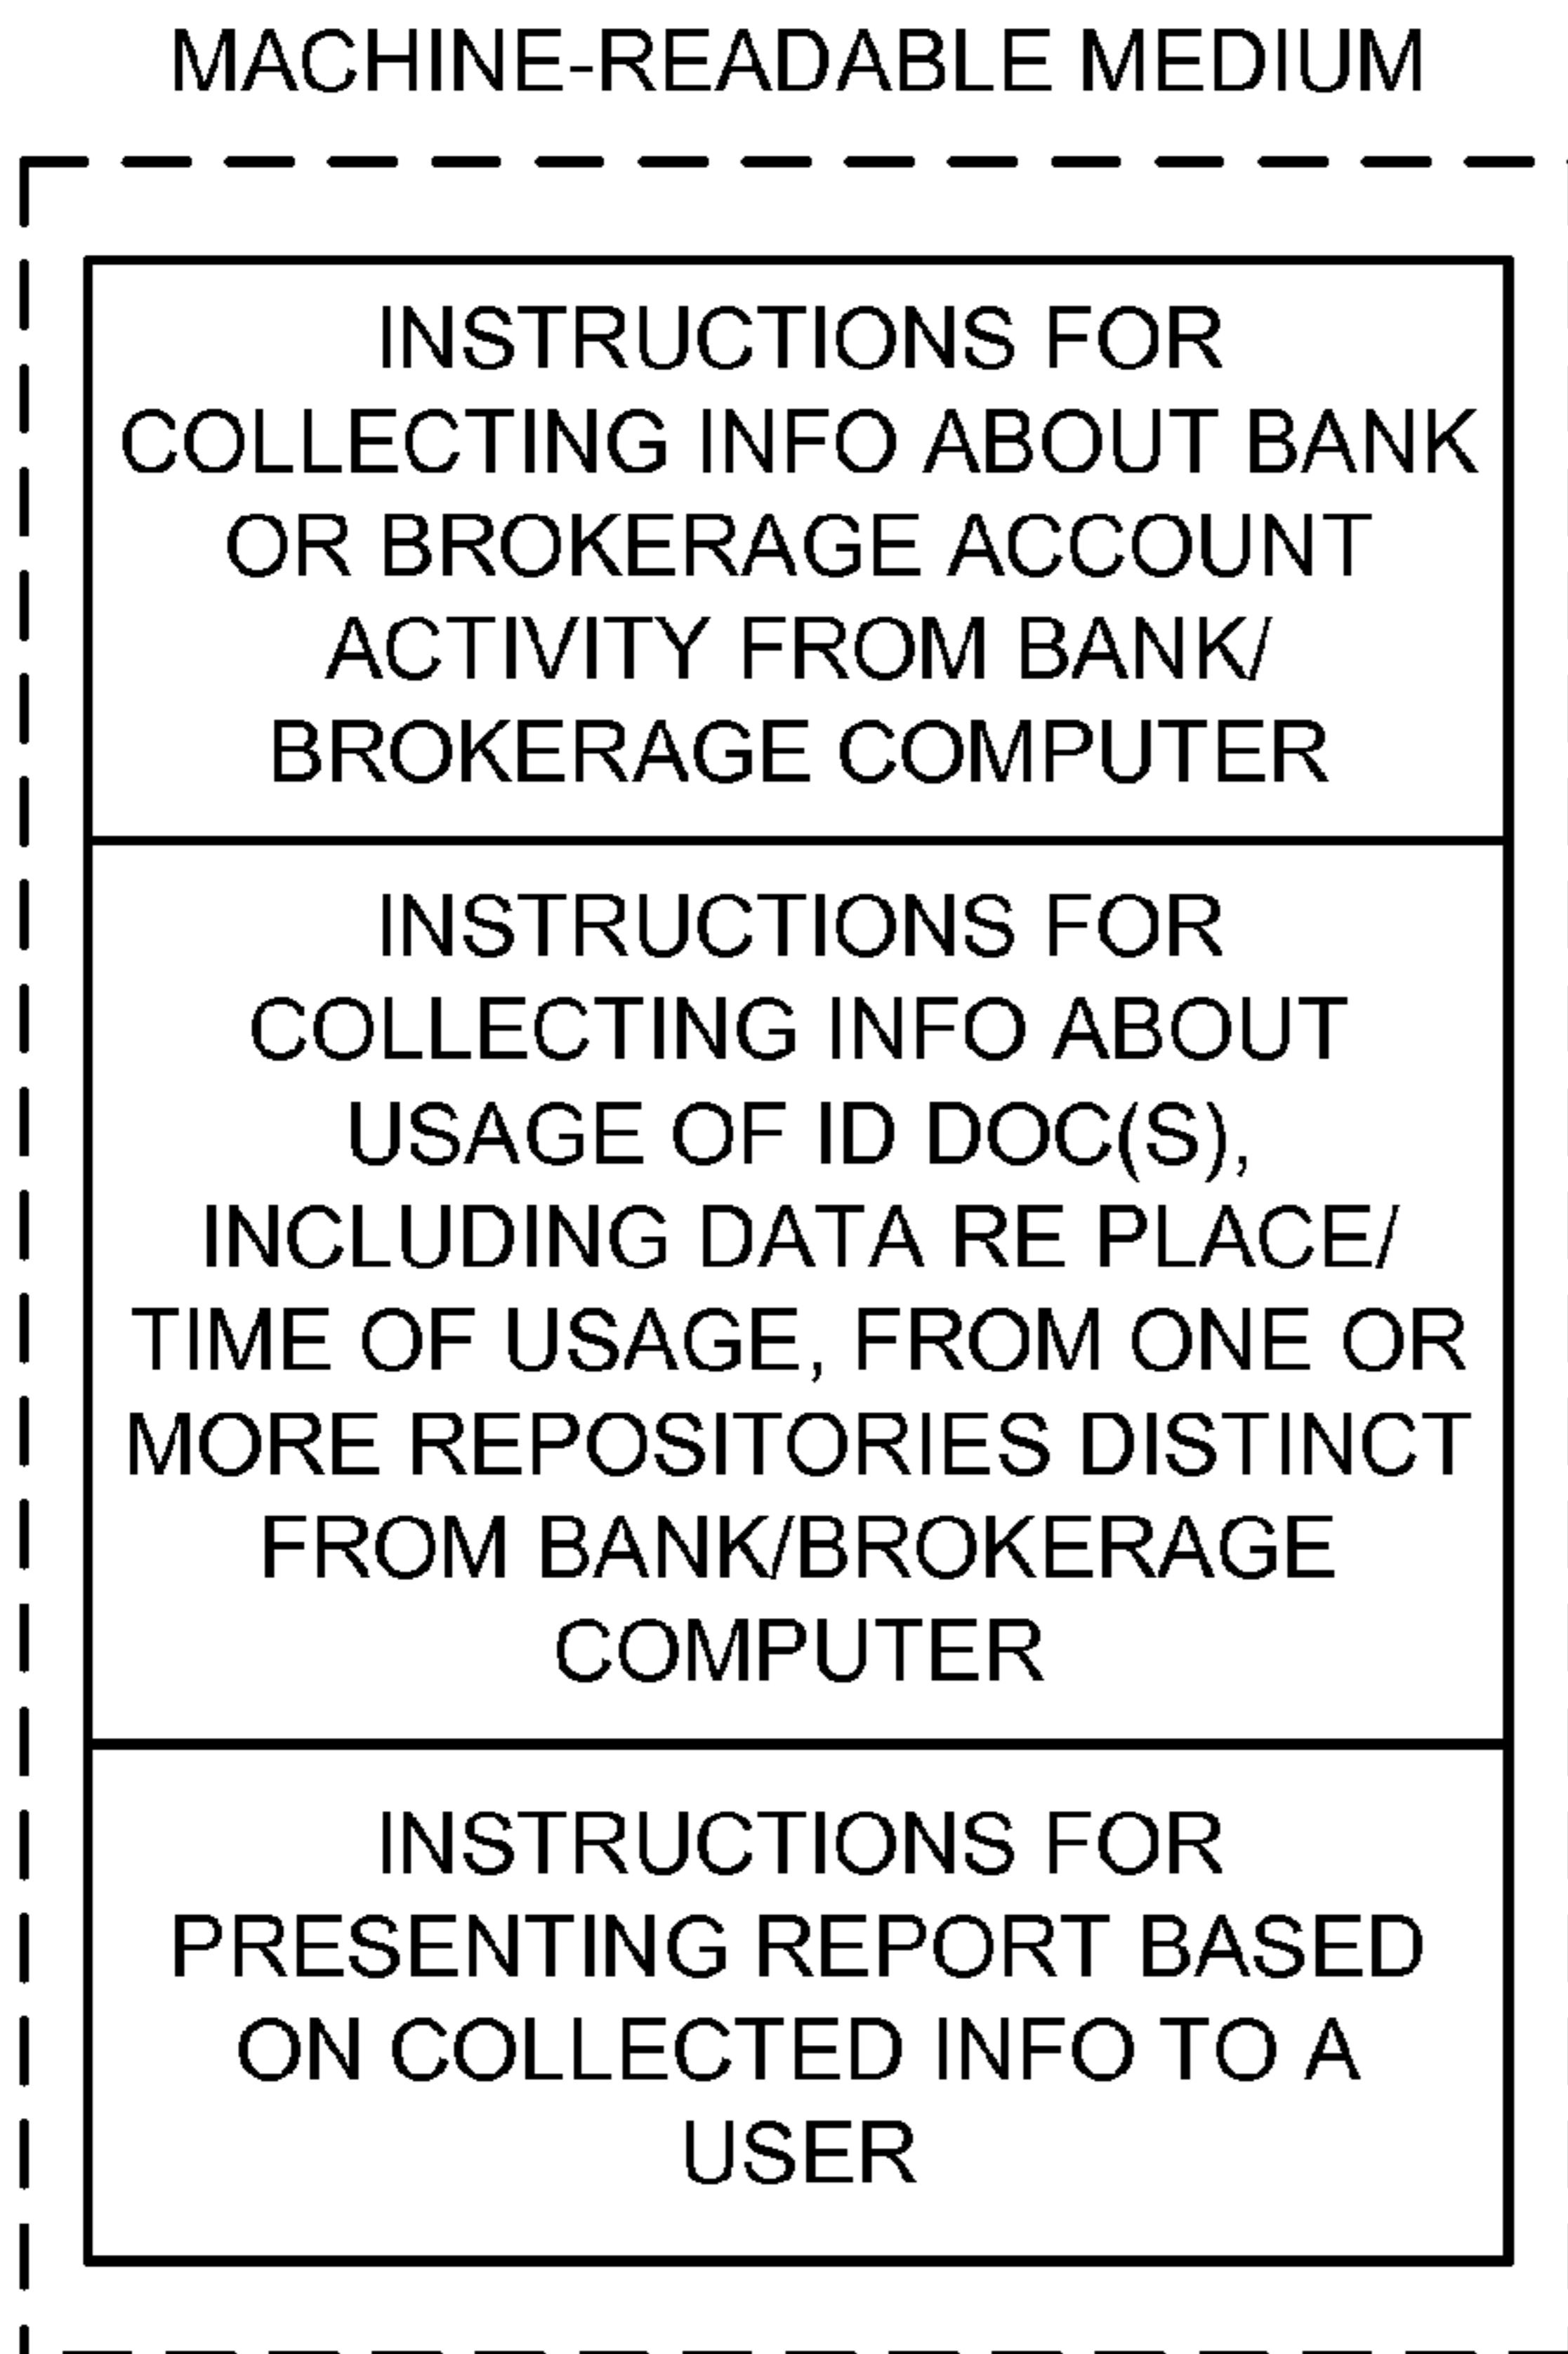 MACHINE-READABLE MEDIUM
INSTRUCTIONS FOR
COLLECTING INFO ABOUT BANK
OR BROKERAGE ACCOUNT
ACTIVITY FROM BANK/
BROKERAGE COMPUTER
INSTRUCTIONS FOR
COLLECTING INFO ABOUT
USAGE OF ID DOC(S),
INCLUDING DATA RE PLACE/
TIME OF USAGE, FROM ONE OR
MORE REPOSITORIES DISTINCT
FROM BANK/BROKERAGE
COMPUTER
INSTRUCTIONS FOR
PRESENTING REPORT BASED
ON COLLECTED INFO TO A
USER